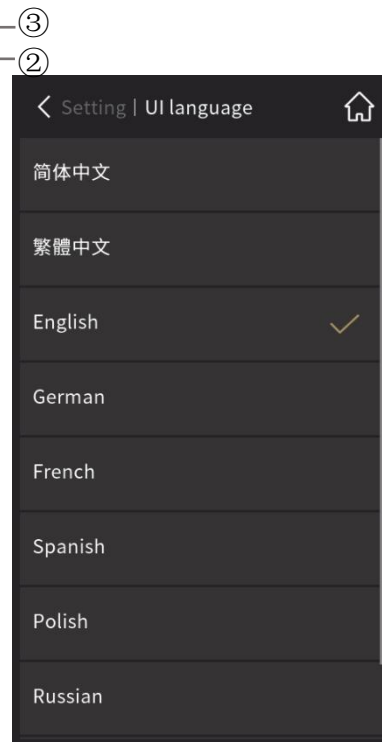 ③
②
Setting | UI language
简体中文
繁體中文
English
German
French
Spanish
Polish
Russian